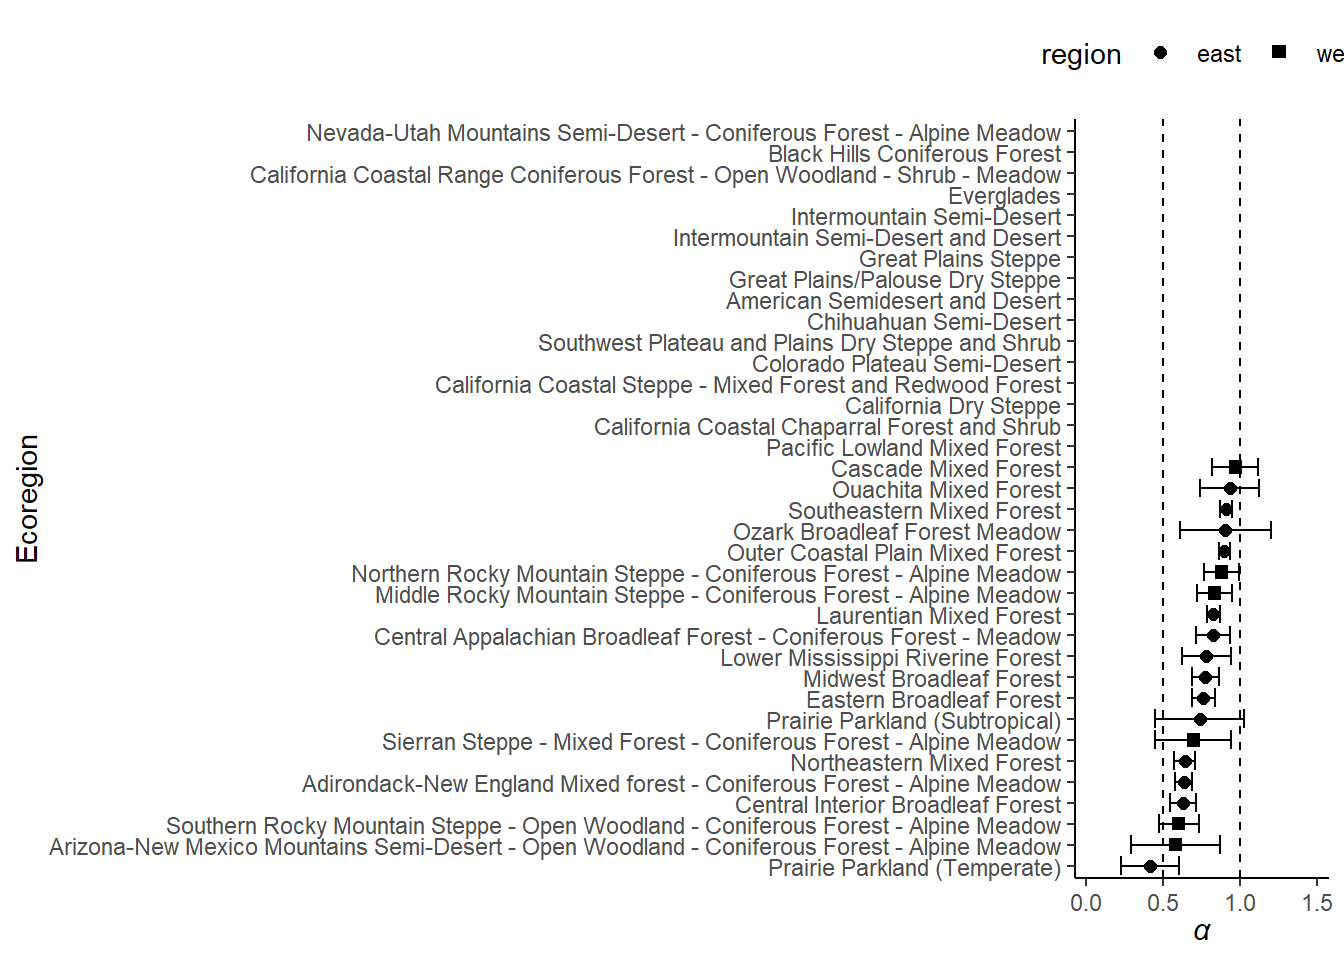 region east we
Nevada-Utah Mountains Semi-Desert - Coniferous Forest - Alpine Meadow
Black Hills Coniferous Forest
California Coastal Range Coniferous Forest - Open Woodland - Shrub - Meadow
Everglades
Intermountain Semi-Desert
Intermountain Semi-Desert and Desert
Great Plains Steppe
Great Plains/Palouse Dry Steppe
American Semidesert and Desert
Chihuahuan Semi-Desert
Southwest Plateau and Plains Dry Steppe and Shrub
Colorado Plateau Semi-Desert
California Coastal Steppe - Mixed Forest and Redwood Forest
California Dry Steppe
California Coastal Chaparral Forest and Shrub
Pacific Lowland Mixed Forest
Cascade Mixed Forest
Ouachita Mixed Forest
Southeastern Mixed Forest
Ozark Broadleaf Forest Meadow
Outer Coastal Plain Mixed Forest
Northern Rocky Mountain Steppe - Coniferous Forest - Alpine Meadow
Middle Rocky Mountain Steppe - Coniferous Forest - Alpine Meadow
Laurentian Mixed Forest
Central Appalachian Broadleaf Forest - Coniferous Forest - Meadow
Lower Mississippi Riverine Forest
Midwest Broadleaf Forest
Eastern Broadleaf Forest
Prairie Parkland (Subtropical)
Sierran Steppe - Mixed Forest - Coniferous Forest - Alpine Meadow
Northeastern Mixed Forest
Adirondack-New England Mixed forest - Coniferous Forest - Alpine Meadow
Central Interior Broadleaf Forest
Southern Rocky Mountain Steppe - Open Woodland - Coniferous Forest - Alpine Meadow
Arizona-New Mexico Mountains Semi-Desert - Open Woodland - Coniferous Forest - Alpine Meadow
Prairie Parkland (Temperate)
Ecoregion
0.0 0.5 1.0 1.5
α